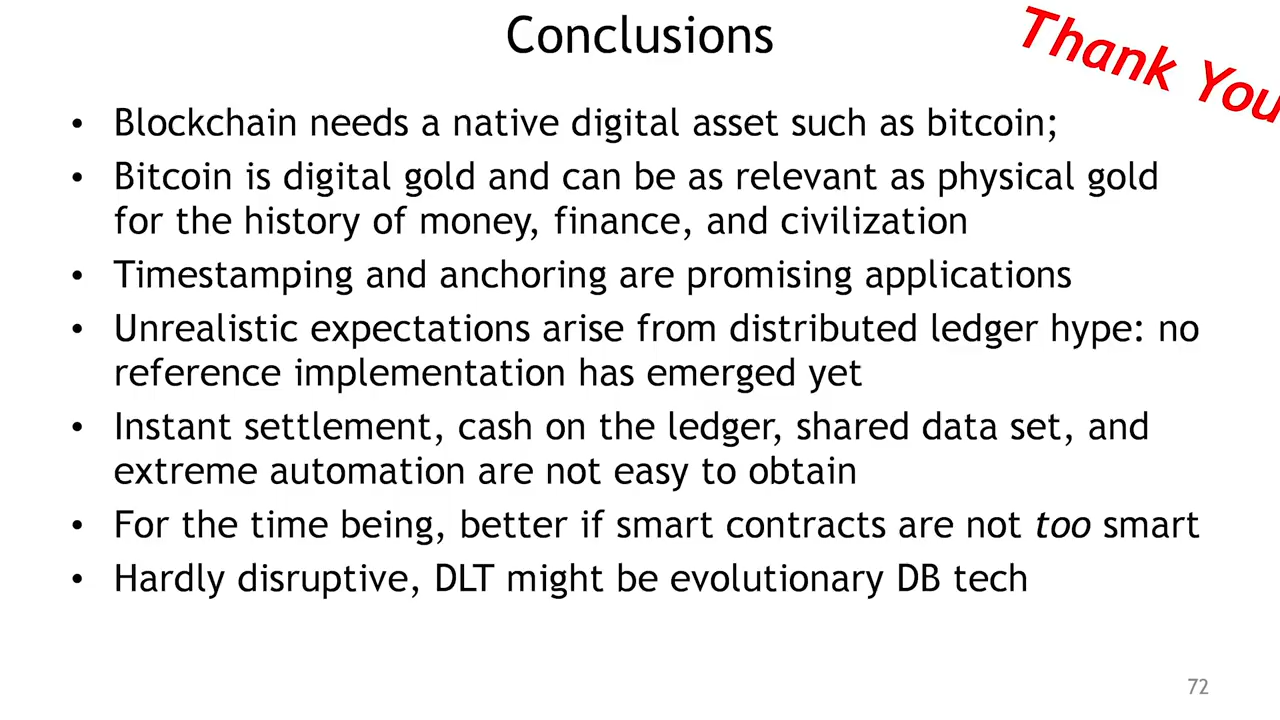 Conclusions
Thank You
• Blockchain needs a native digital asset such as bitcoin;
• Bitcoin is digital gold and can be as relevant as physical gold
for the history of money, finance, and civilization
• Timestamping and anchoring are promising applications
• Unrealistic expectations arise from distributed ledger hype: no
reference implementation has emerged yet
• Instant settlement, cash on the ledger, shared data set, and
extreme automation are not easy to obtain
• For the time being, better if smart contracts are not too smart
• Hardly disruptive, DLT might be evolutionary DB tech
72